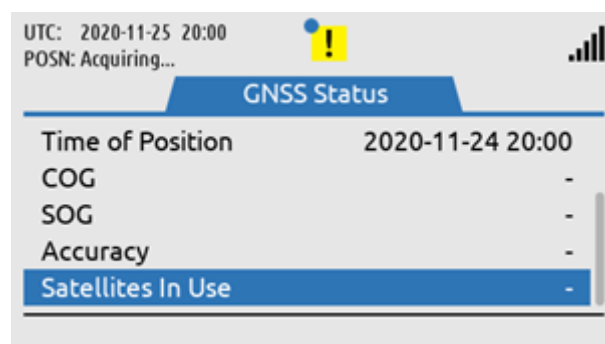 UTC: 2020-11-25 20:00
POSN: Acquiring...
!
GNSS Status
Time of Position 2020-11-24 20:00
COG -
SOG -
Accuracy -
Satellites In Use -